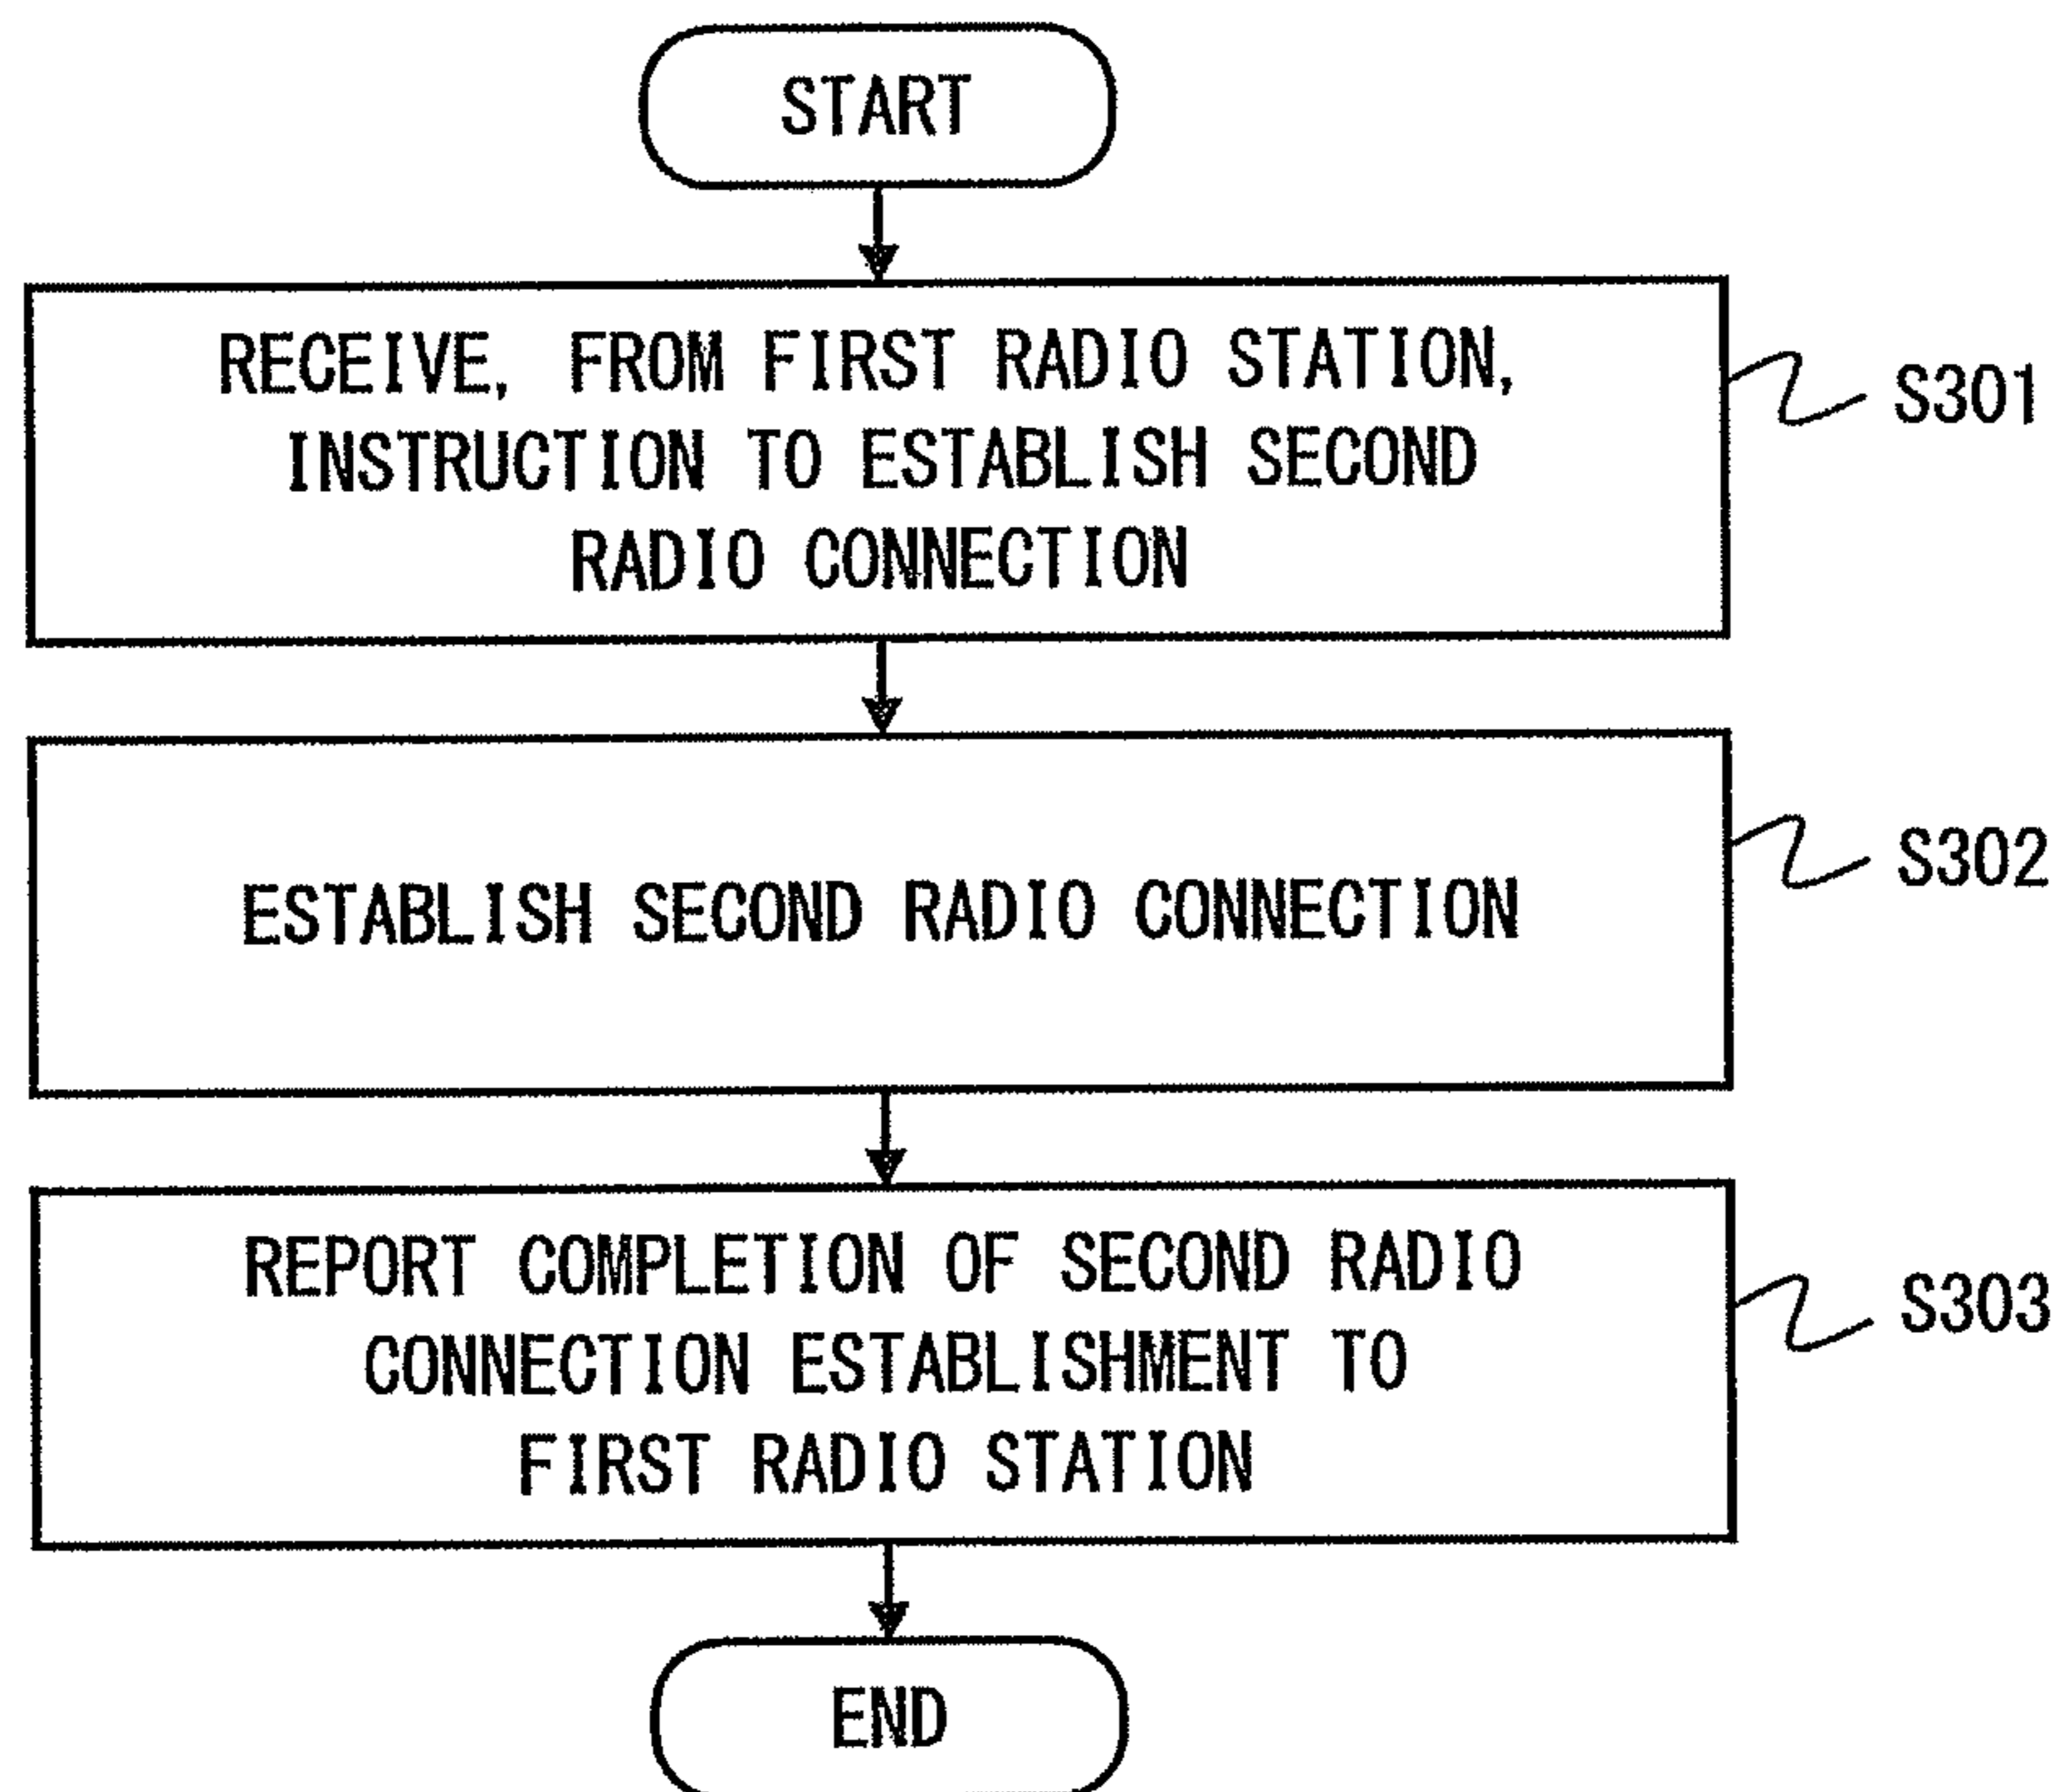 START
RECEIVE, FROM FIRST RADIO STATION,
INSTRUCTION TO ESTABLISH SECOND
RADIO CONNECTION
S301
ESTABLISH SECOND RADIO CONNECTION
S302
REPORT COMPLETION OF SECOND RADIO
CONNECTION ESTABLISHMENT TO
FIRST RADIO STATION
S303
END